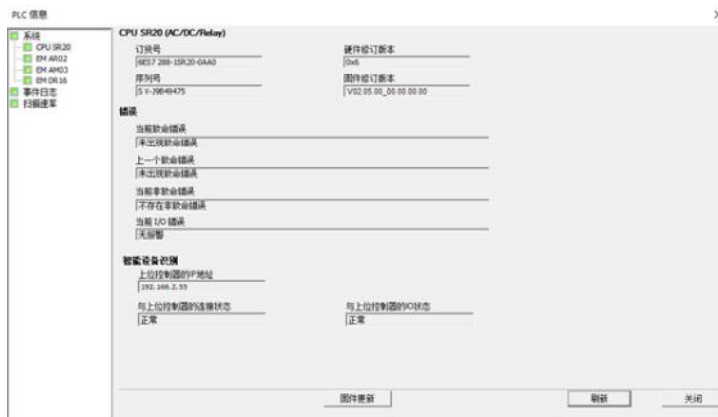 PLC 信息
系统
CPU SR20
EM AR02
EM AM03
EM DR16
事件日志
扫描速率
CPU SR20 (AC/DC/Relay)
订货号
硬件修订版本
6ES7 288-1SR20-0AA0
0x6
序列号
固件修订版本
S V-J9B49475
V02.05.00_00.00.00.00
错误
当前致命错误
未出现致命错误
上一个致命错误
未出现致命错误
当前非致命错误
不存在非致命错误
当前 I/O 错误
无报警
智能设备识别
上位控制器的IP地址
192.168.2.55
与上位控制器的连接状态
与上位控制器的IO状态
正常
正常
固件更新
刷新
关闭